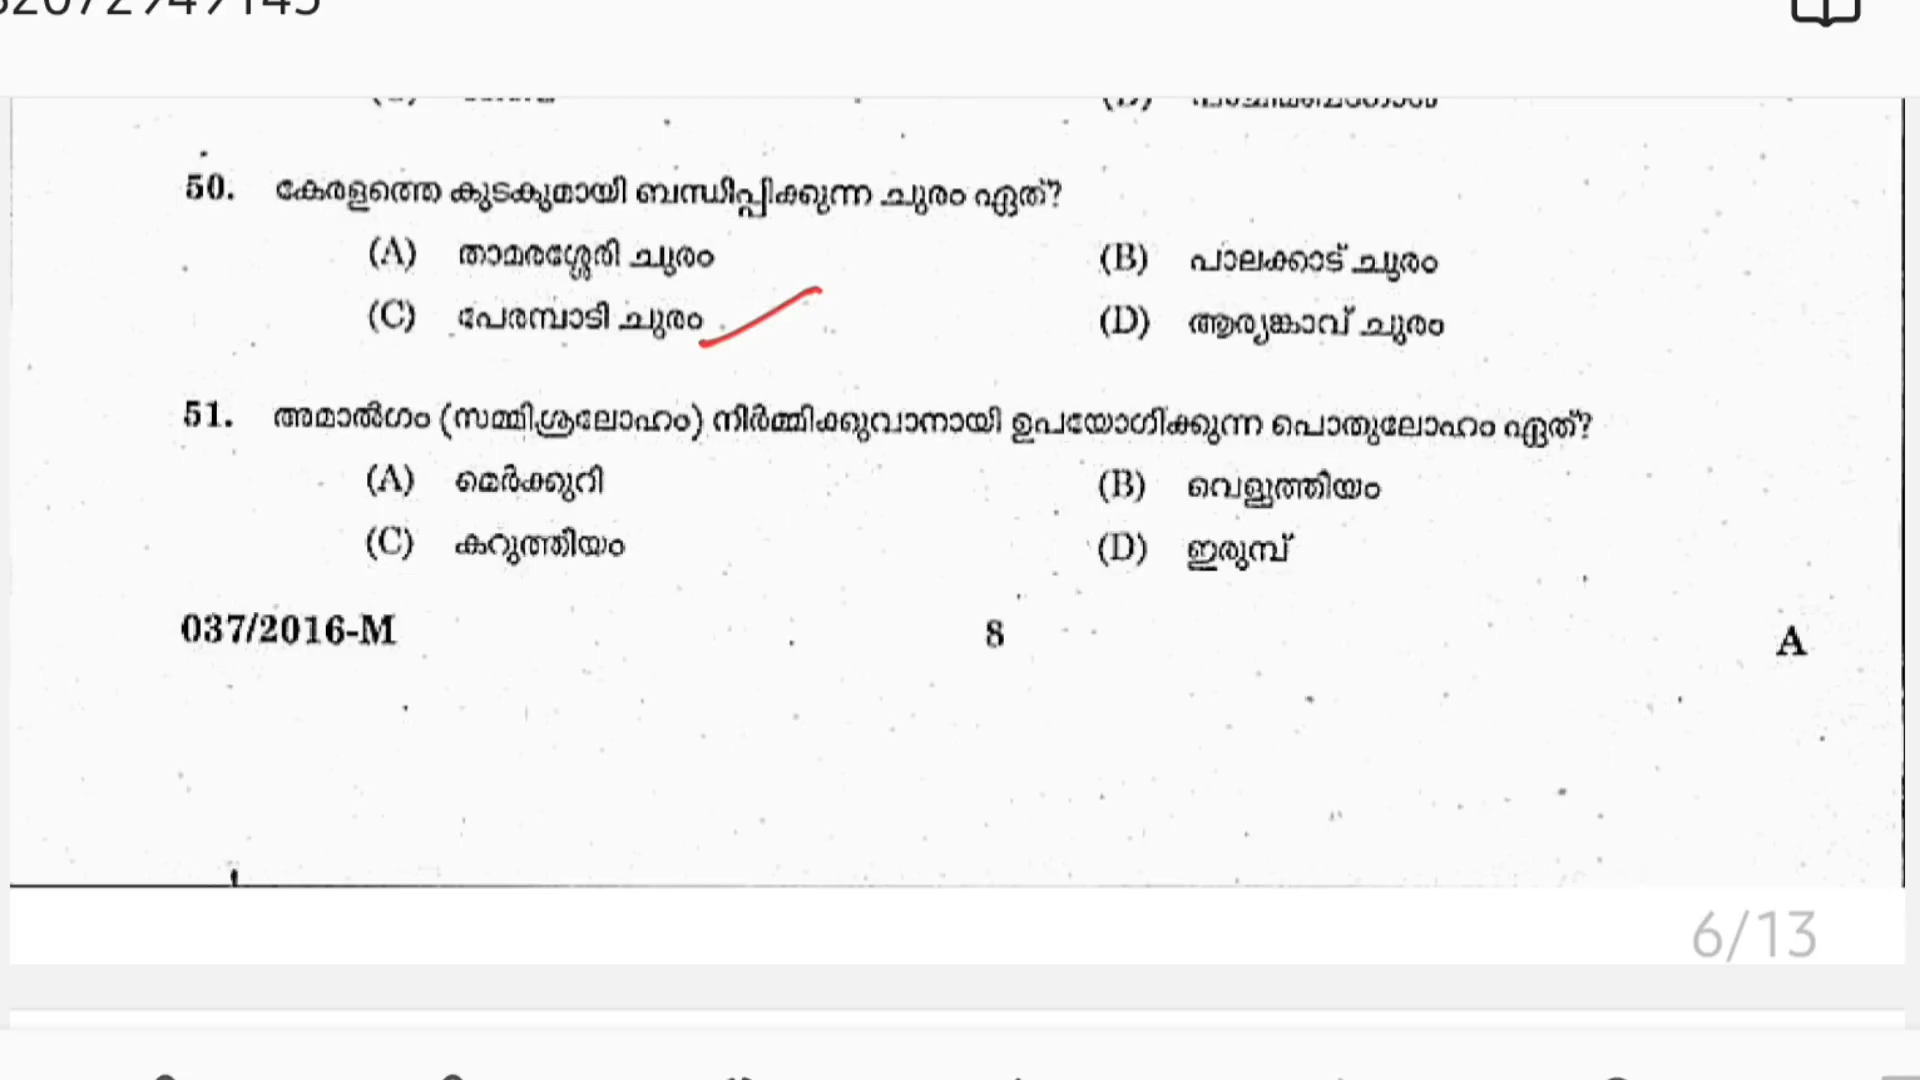 50. കേരളത്തെ കുടകുമായി ബന്ധിപ്പിക്കുന്ന ചുരം ഏത്?
(A) താമരശ്ശേരി ചുരം (B) പാലക്കാട് ചുരം
(C) പേരമ്പാടി ചുരം (D) ആര്യങ്കാവ് ചുരം
51. അമാൽഗം (സമ്മിശ്രലോഹം) നിർമ്മിക്കുവാനായി ഉപയോഗിക്കുന്ന പൊതുലോഹം ഏത്?
(A) മെർക്കുറി (B) വെളുത്തിയം
(C) കറുത്തിയം (D) ഇരുമ്പ്
037/2016-M 8 A
6/13